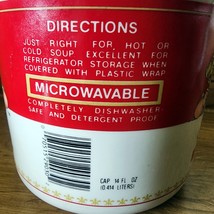 DIRECTIONS
JUST RIGHT FOR, HOT OR
COLD SOUP EXCELLENT FOR
REFRIGERATOR STORAGE WHEN
COVERED WITH PLASTIC WRAP
MICROWAVABLE
COMPLETELY DISHWASHER
SAFE AND DETERGENT PROOF
CAP. 14 FL. OZ
(0.414 LITERS)